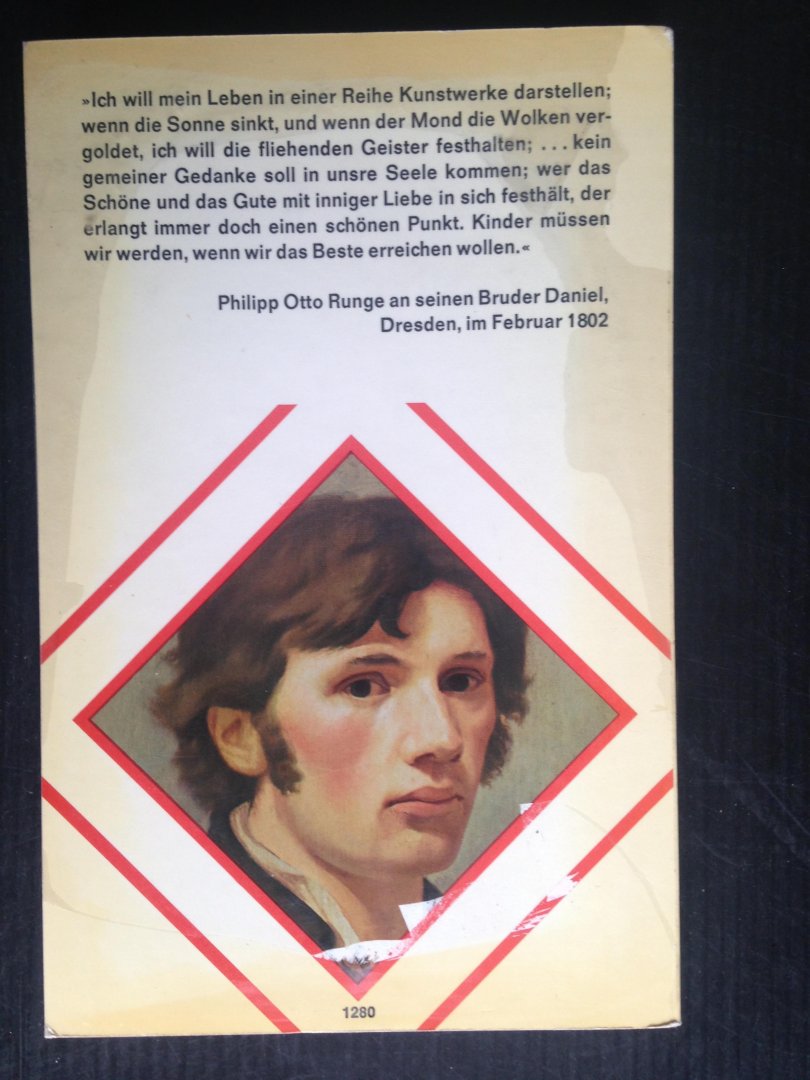 »Ich will mein Leben in einer Reihe Kunstwerke darstellen;
wenn die Sonne sinkt, und wenn der Mond die Wolken ver-
goldet, ich will die fliehenden Geister festhalten; ... kein
gemeiner Gedanke soll in unsre Seele kommen; wer das
Schöne und das Gute mit inniger Liebe in sich festhält, der
erlangt immer doch einen schönen Punkt. Kinder müssen
wir werden, wenn wir das Beste erreichen wollen.«
Philipp Otto Runge an seinen Bruder Daniel,
Dresden, im Februar 1802
1280